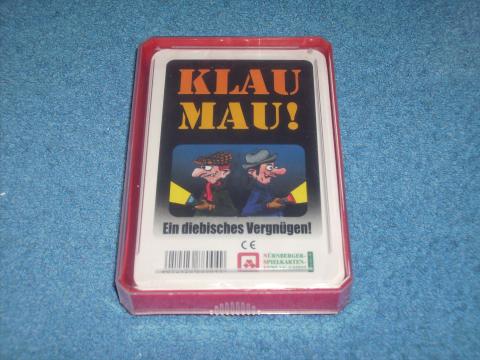 KLAU
MAU!
Ein diebisches Vergnügen!
CE
NÜRNBERGER-
SPIELKARTEN-